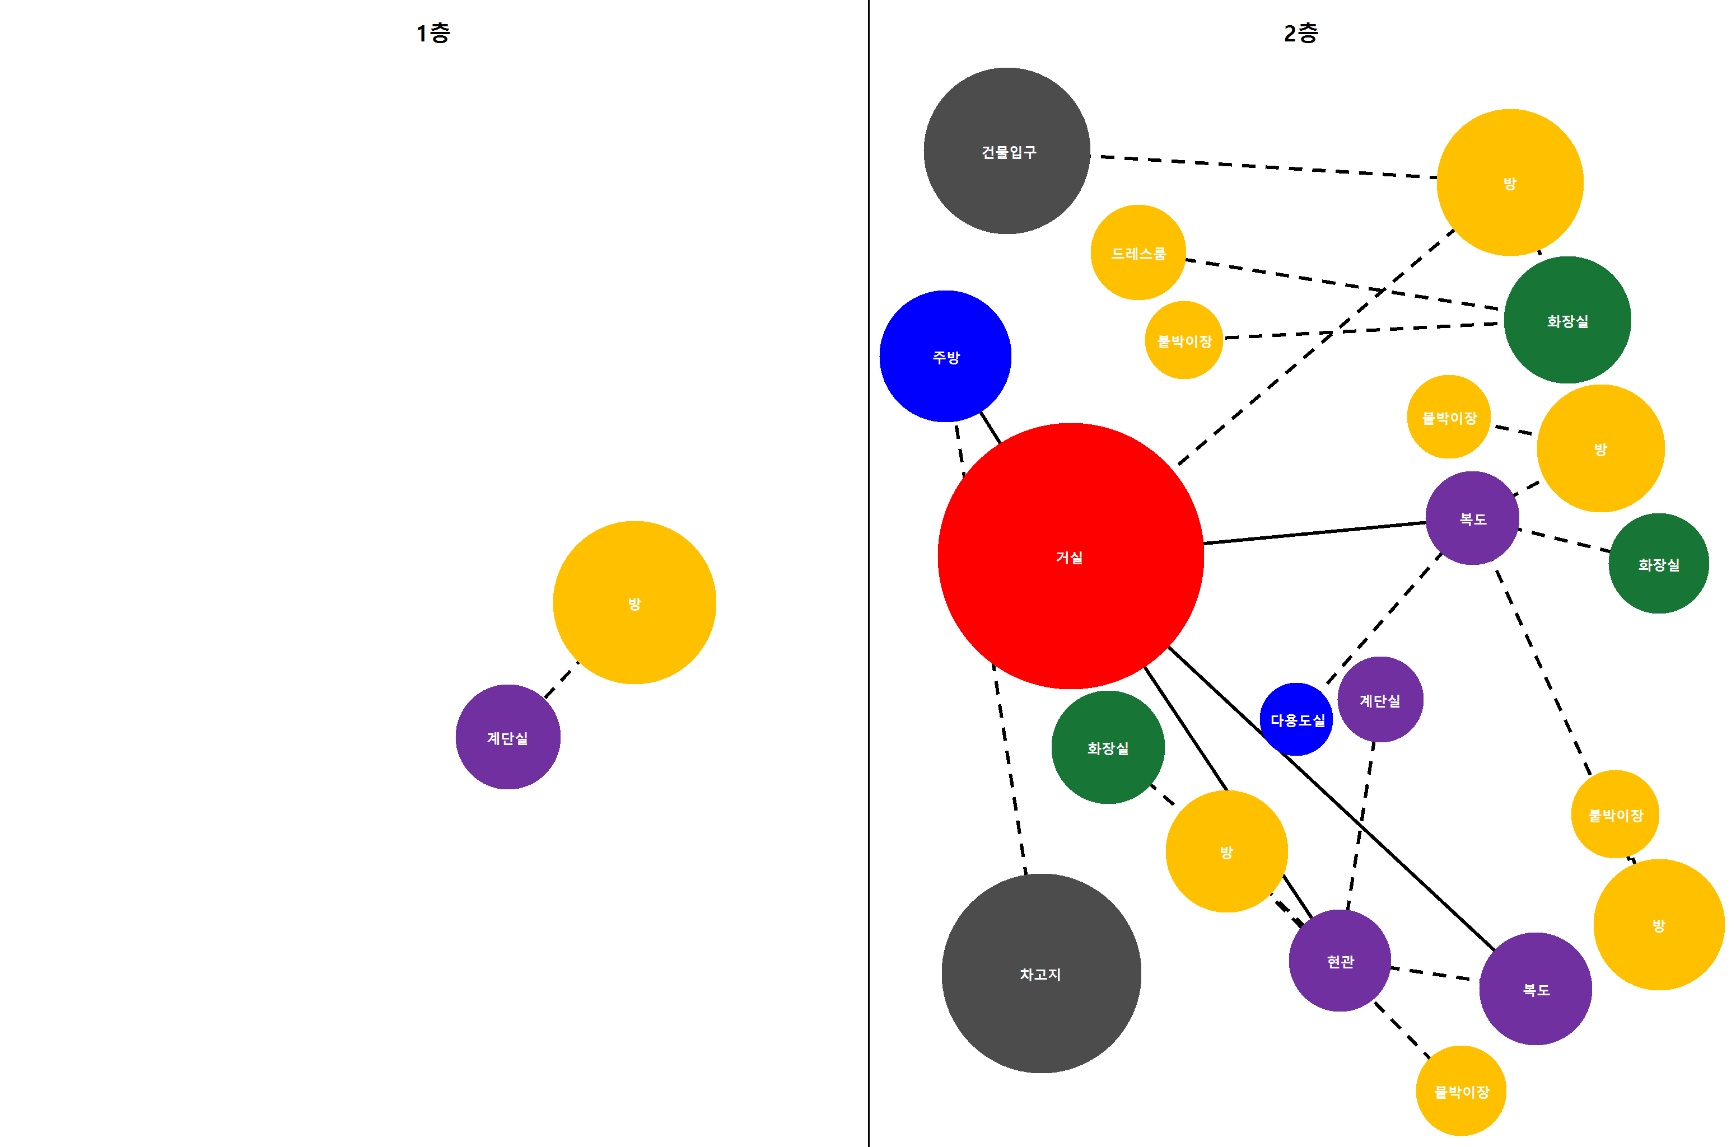 1층
2층
건물입구
방
드레스룸
화장실
붙박이장
주방
붙박이장
방
복도
거실
화장실
방
계단실
다용도실
계단실
화장실
붙박이장
방
방
현관
차고지
복도
붙박이장